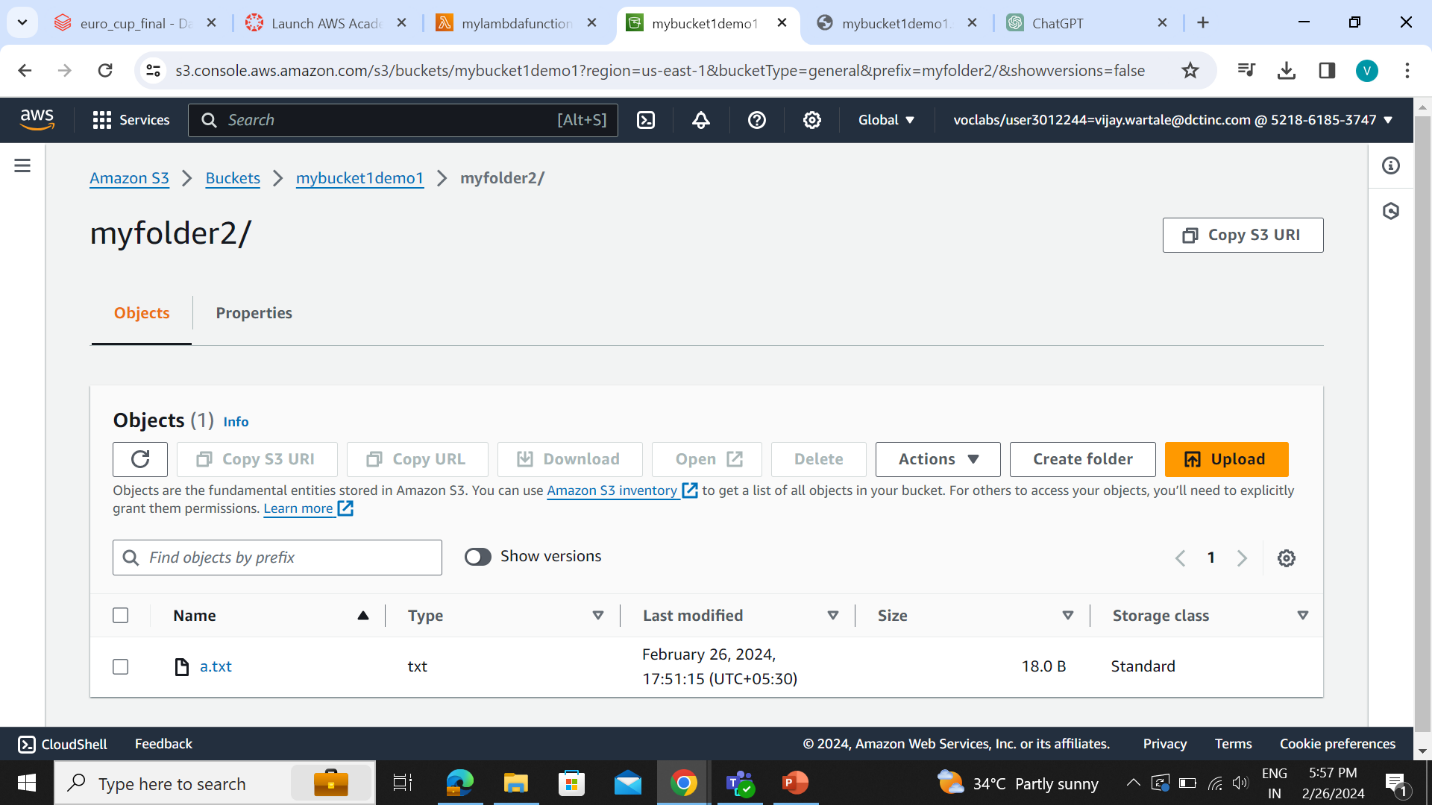 euro_cup_final - Da
Launch AWS Acade
mylambdafunction
mybucket1demo1
mybucket1demo1.
ChatGPT
s3.console.aws.amazon.com/s3/buckets/mybucket1demo1?region=us-east-1&bucketType=general&prefix=myfolder2/&showversions=false
V
aws
Services
Search
[Alt+S]
Global
voclabs/user3012244=vijay.wartale@dctinc.com @ 5218-6185-3747
Amazon S3 > Buckets > mybucket1demo1 > myfolder2/
myfolder2/
Copy S3 URI
Objects
Properties
Objects (1) Info
Copy S3 URI
Copy URL
Download
Open
Delete
Actions
Create folder
Upload
Objects are the fundamental entities stored in Amazon S3. You can use Amazon S3 inventory to get a list of all objects in your bucket. For others to access your objects, you'll need to explicitly
grant them permissions. Learn more
Find objects by prefix
Show versions
1
Name
Type
Last modified
Size
Storage class
a.txt
txt
February 26, 2024,
17:51:15 (UTC+05:30)
18.0 B
Standard
CloudShell
Feedback
© 2024, Amazon Web Services, Inc. or its affiliates.
Privacy
Terms
Cookie preferences
Type here to search
34°C Partly sunny
ENG
IN
5:57 PM
2/26/2024
1